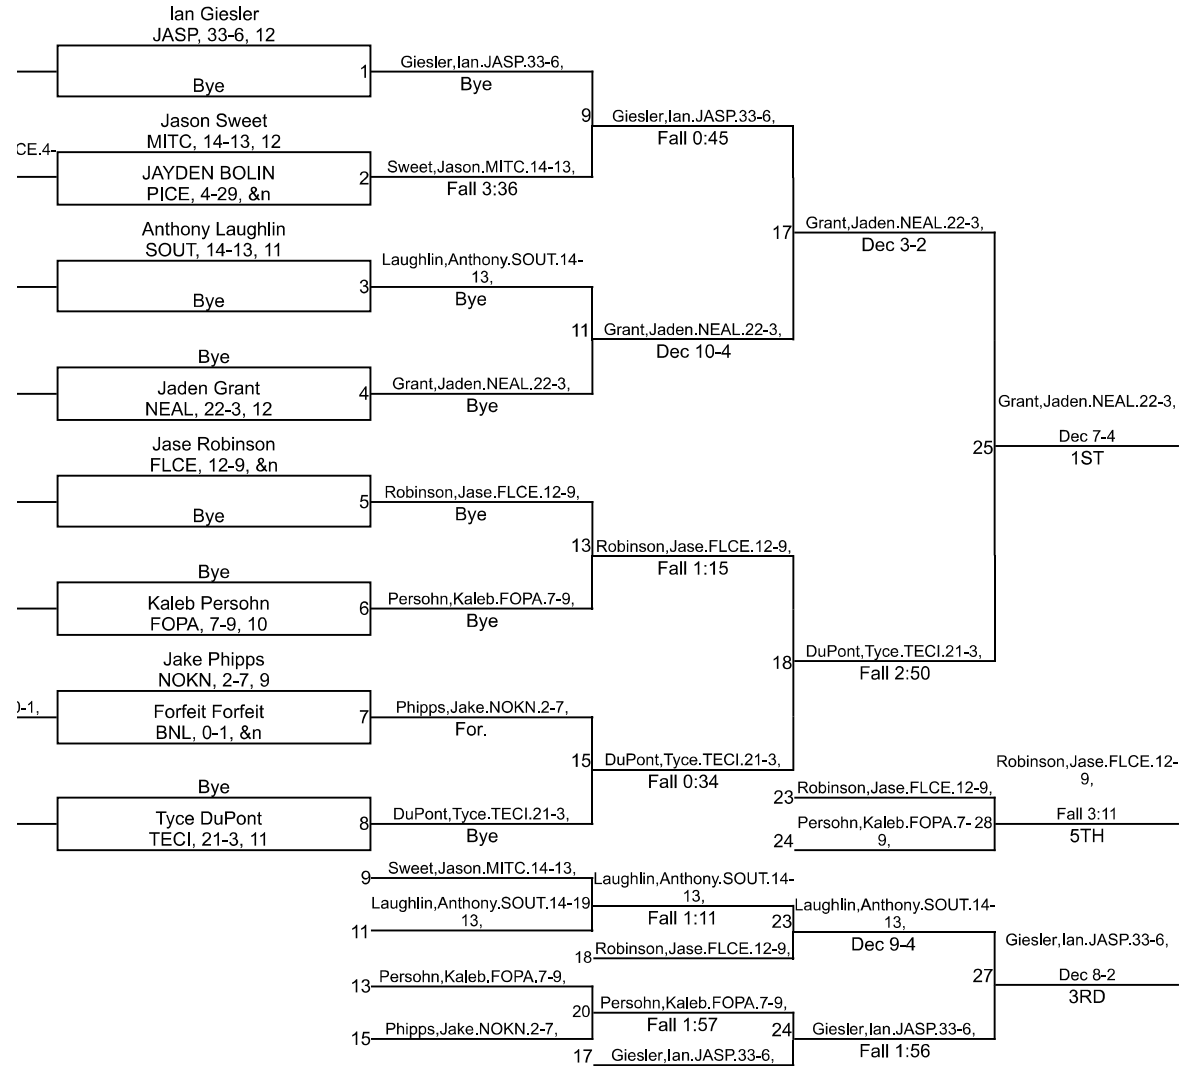 Ian Giesler
JASP, 33-6, 12
Bye
1
Giesler,Ian.JASP.33-6,
Bye
9
Giesler,Ian.JASP.33-6,
Fall 0:45
Jason Sweet
MITC, 14-13, 12
CE.4-
JAYDEN BOLIN
PICE, 4-29, &n
2
Sweet,Jason.MITC.14-13,
Fall 3:36
Anthony Laughlin
SOUT, 14-13, 11
Bye
3
Laughlin,Anthony.SOUT.14-
13,
Bye
17
Grant,Jaden.NEAL.22-3,
Dec 3-2
11
Grant,Jaden.NEAL.22-3,
Dec 10-4
Bye
Jaden Grant
NEAL, 22-3, 12
4
Grant,Jaden.NEAL.22-3,
Bye
25
Grant,Jaden.NEAL.22-3,
Dec 7-4
1ST
Jase Robinson
FLCE, 12-9, &n
Bye
5
Robinson,Jase.FLCE.12-9,
Bye
13
Robinson,Jase.FLCE.12-9,
Fall 1:15
Bye
Kaleb Persohn
FOPA, 7-9, 10
6
Persohn,Kaleb.FOPA.7-9,
Bye
18
DuPont,Tyce.TECI.21-3,
Fall 2:50
Jake Phipps
NOKN, 2-7, 9
)-1,
Forfeit Forfeit
BNL, 0-1, &n
7
Phipps,Jake.NOKN.2-7,
For.
15
DuPont,Tyce.TECI.21-3,
Fall 0:34
Bye
Tyce DuPont
TECI, 21-3, 11
8
DuPont,Tyce.TECI.21-3,
Bye
23
Robinson,Jase.FLCE.12-9,
24
Persohn,Kaleb.FOPA.7-
9,
28
Robinson,Jase.FLCE.12-
9,
Fall 3:11
5TH
9
Sweet,Jason.MITC.14-13,
11
Laughlin,Anthony.SOUT.14-
13,
19
Laughlin,Anthony.SOUT.14-
13,
Fall 1:11
18
Robinson,Jase.FLCE.12-9,
23
Laughlin,Anthony.SOUT.14-
13,
Dec 9-4
13
Persohn,Kaleb.FOPA.7-9,
15
Phipps,Jake.NOKN.2-7,
20
Persohn,Kaleb.FOPA.7-9,
Fall 1:57
17
Giesler,Ian.JASP.33-6,
24
Giesler,Ian.JASP.33-6,
Fall 1:56
27
Giesler,Ian.JASP.33-6,
Dec 8-2
3RD